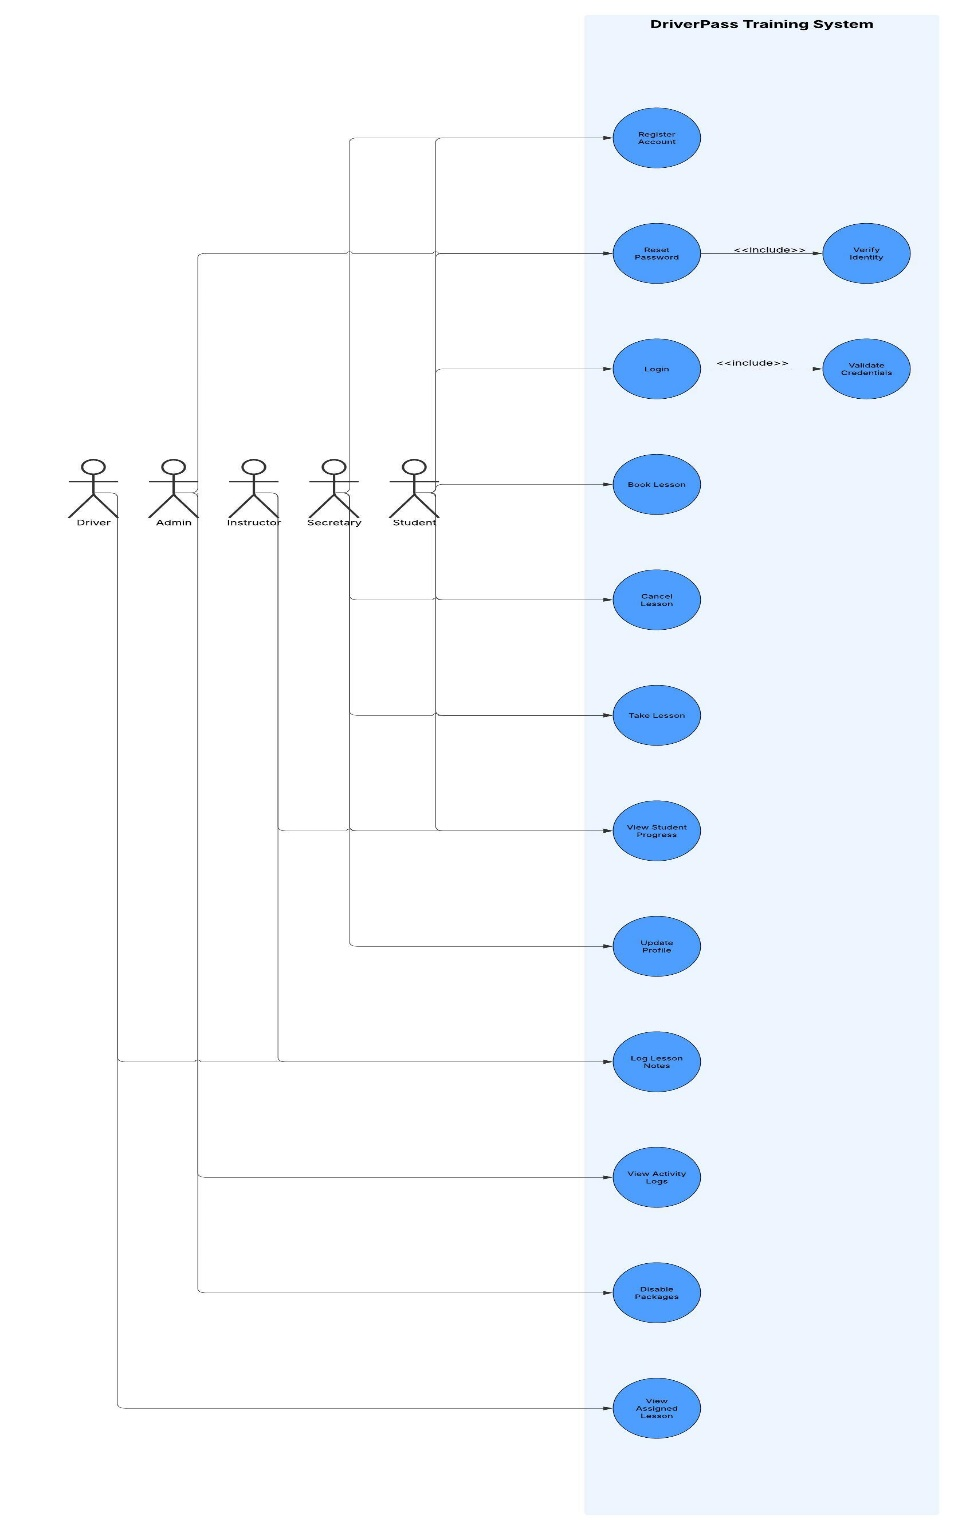 DriverPass Training System
Register
Account
Reset
Password
<<include>>
Verify
Identity
Login
<<include>>
Validate
Credentials
Driver
Admin
Instructor
Secretary
Student
Book Lesson
Cancel
Lesson
Take Lesson
View Student
Progress
Update
Profile
Log Lesson
Notes
View Activity
Logs
Disable
Packages
View
Assigned
Lesson